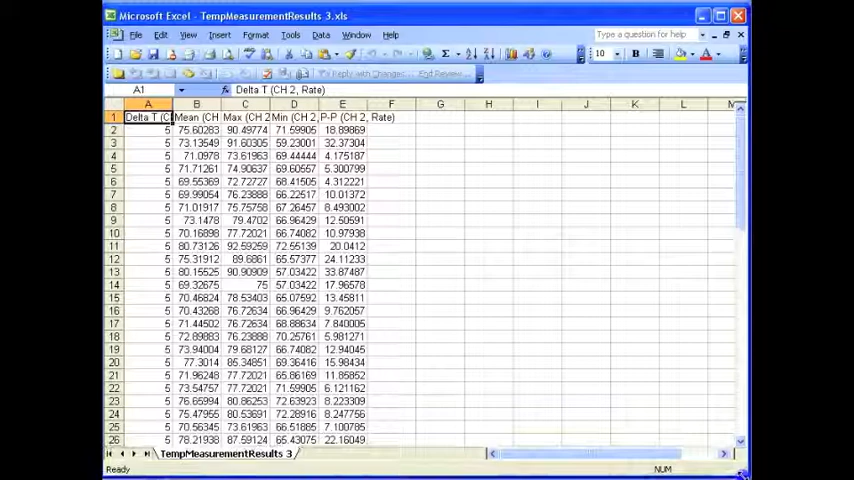 Microsoft Excel - TempMeasurementResults 3.xls
File Edit View Insert Format Tools Data Window Help Type a question for help
10 B
Reply with Changes... End Review...
A1 fx Delta T (CH 2, Rate)
A B C D E F G H I J K L M
1 Delta T (C Mean (CH Max (CH 2 Min (CH 2, P-P (CH 2, Rate)
2 5 75.60283 90.49774 71.59905 18.89869
3 5 73.13549 91.60305 59.23001 32.37304
4 5 71.0978 73.61963 69.44444 4.175187
5 5 71.71261 74.90637 69.60557 5.300799
6 5 69.55369 72.72727 68.41505 4.312221
7 5 69.99054 76.23888 66.22517 10.01372
8 5 71.01917 75.75758 67.26457 8.493002
9 5 73.1478 79.4702 66.96429 12.50591
10 5 70.16898 77.72021 66.74082 10.97938
11 5 80.73126 92.59259 72.55139 20.0412
12 5 75.31912 89.6861 65.57377 24.11233
13 5 80.15525 90.90909 57.03422 33.87487
14 5 69.32675 75 57.03422 17.96578
15 5 70.46824 78.53403 65.07592 13.45811
16 5 70.43268 76.72634 66.96429 9.762057
17 5 71.44502 76.72634 68.88634 7.840005
18 5 72.89883 76.23888 70.25761 5.981271
19 5 73.94004 79.68127 66.74082 12.94045
20 5 77.3014 85.34851 69.36416 15.98434
21 5 71.96248 77.72021 65.86169 11.85852
22 5 73.54757 77.72021 71.59905 6.121162
23 5 76.65994 80.86253 72.63923 8.223309
24 5 75.47955 80.53691 72.28916 8.247756
25 5 70.56345 73.61963 66.51885 7.100785
26 5 78.21938 87.59124 65.43075 22.16049
TempMeasurementResults 3
Ready NUM